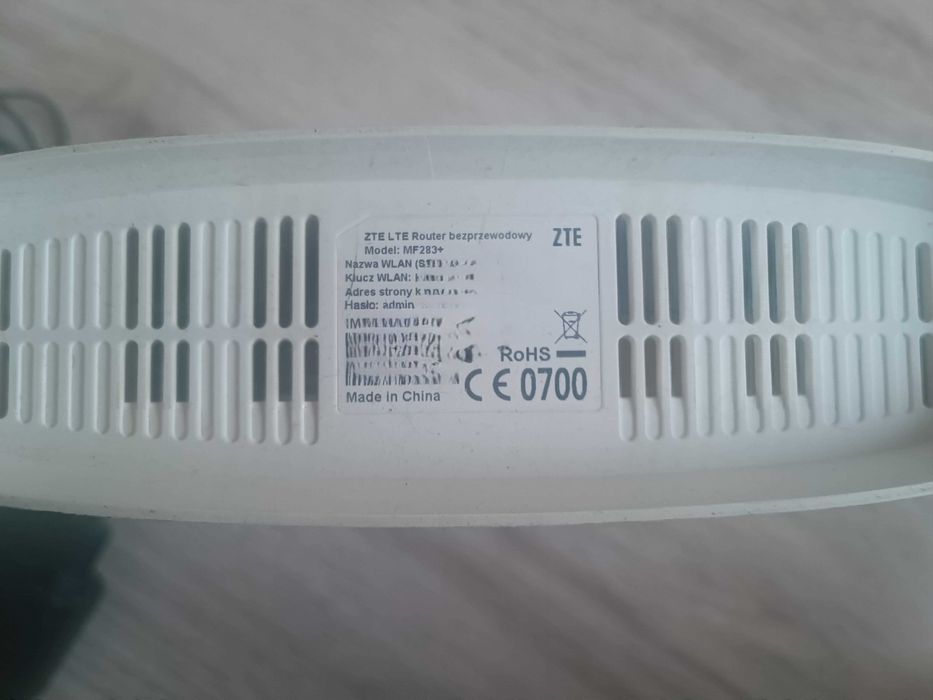 ZTE LTE Router bezprzewodowy
ZTE
Model: MF283+
Nazwa WLAN
Klucz WLAN:
Adres strony
Hasło: admin
RoHS
CE 0700
Made in China